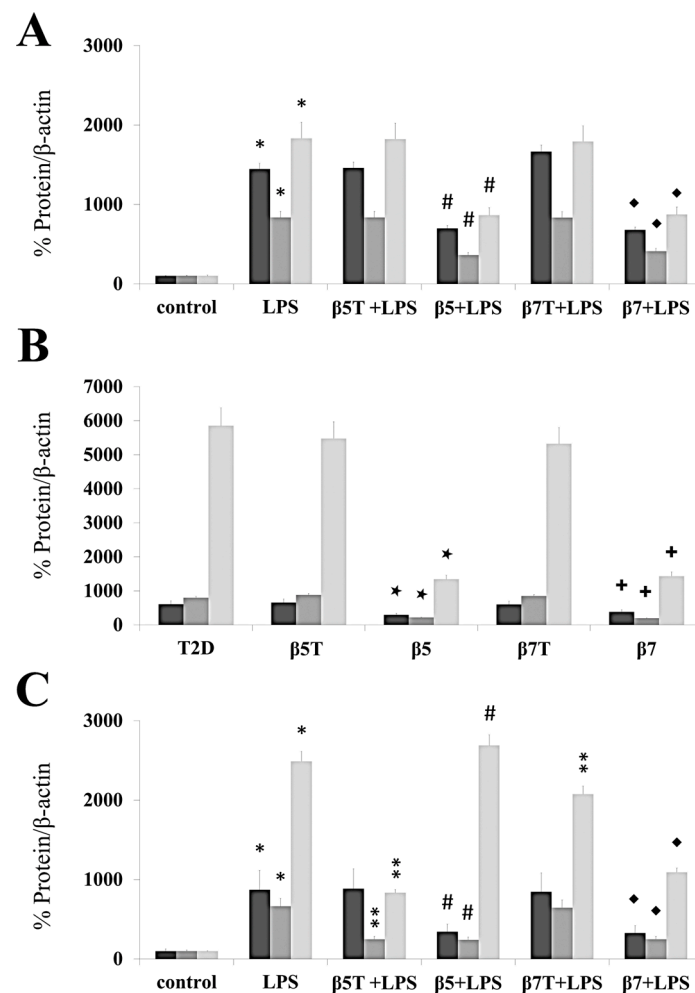 A
% Protein/β-actin
3000
2000
1000
0
* * *
# # #
◆ ◆ ◆
control LPS β5T +LPS β5+LPS β7T+LPS β7+LPS
B
% Protein/β-actin
7000
6000
5000
4000
3000
2000
1000
0
★ ★ ★
+ + +
T2D β5T β5 β7T β7
C
% Protein/β-actin
3000
2000
1000
0
* * *
** **
# # #
**
◆ ◆ ◆
control LPS β5T +LPS β5+LPS β7T+LPS β7+LPS